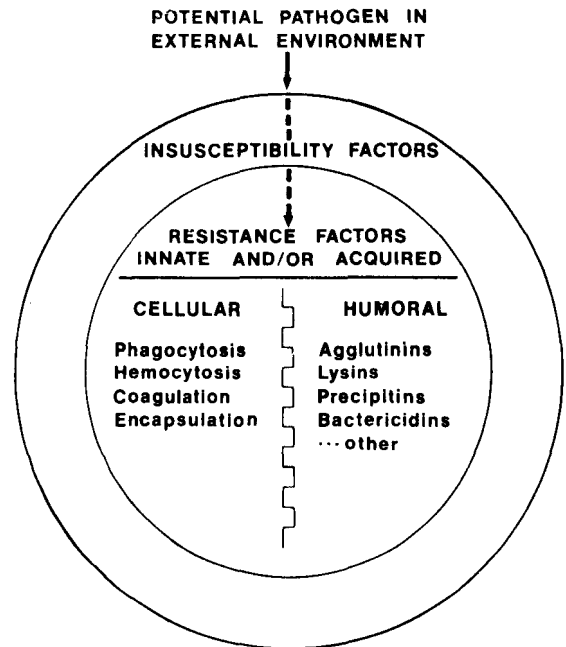 POTENTIAL PATHOGEN IN
EXTERNAL ENVIRONMENT
INSUSCEPTIBILITY FACTORS
RESISTANCE FACTORS
INNATE AND/OR ACQUIRED
CELLULAR
Phagocytosis
Hemocytosis
Coagulation
Encapsulation
HUMORAL
Agglutinins
Lysins
Precipitins
Bactericidins
···other